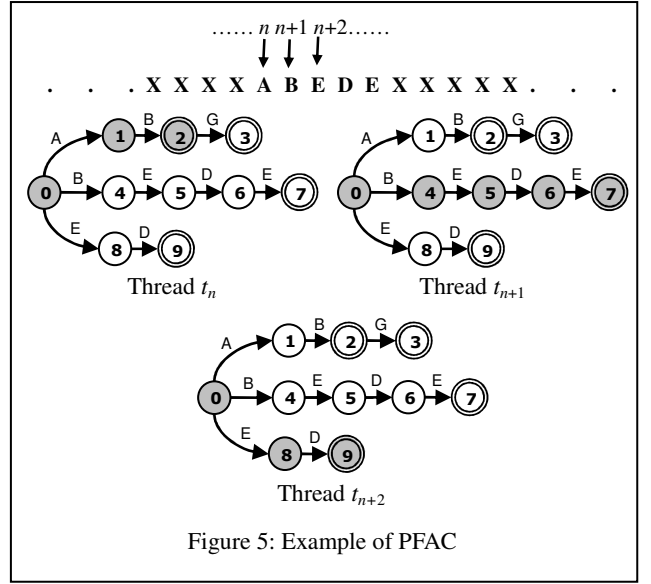 ...... n n+1 n+2......
. . . X X X X A B E D E X X X X X . . .
A 1 B 2 G 3
0 B 4 E 5 D 6 E 7
E 8 D 9
Thread tn
A 1 B 2 G 3
0 B 4 E 5 D 6 E 7
E 8 D 9
Thread tn+1
A 1 B 2 G 3
0 B 4 E 5 D 6 E 7
E 8 D 9
Thread tn+2
Figure 5: Example of PFAC